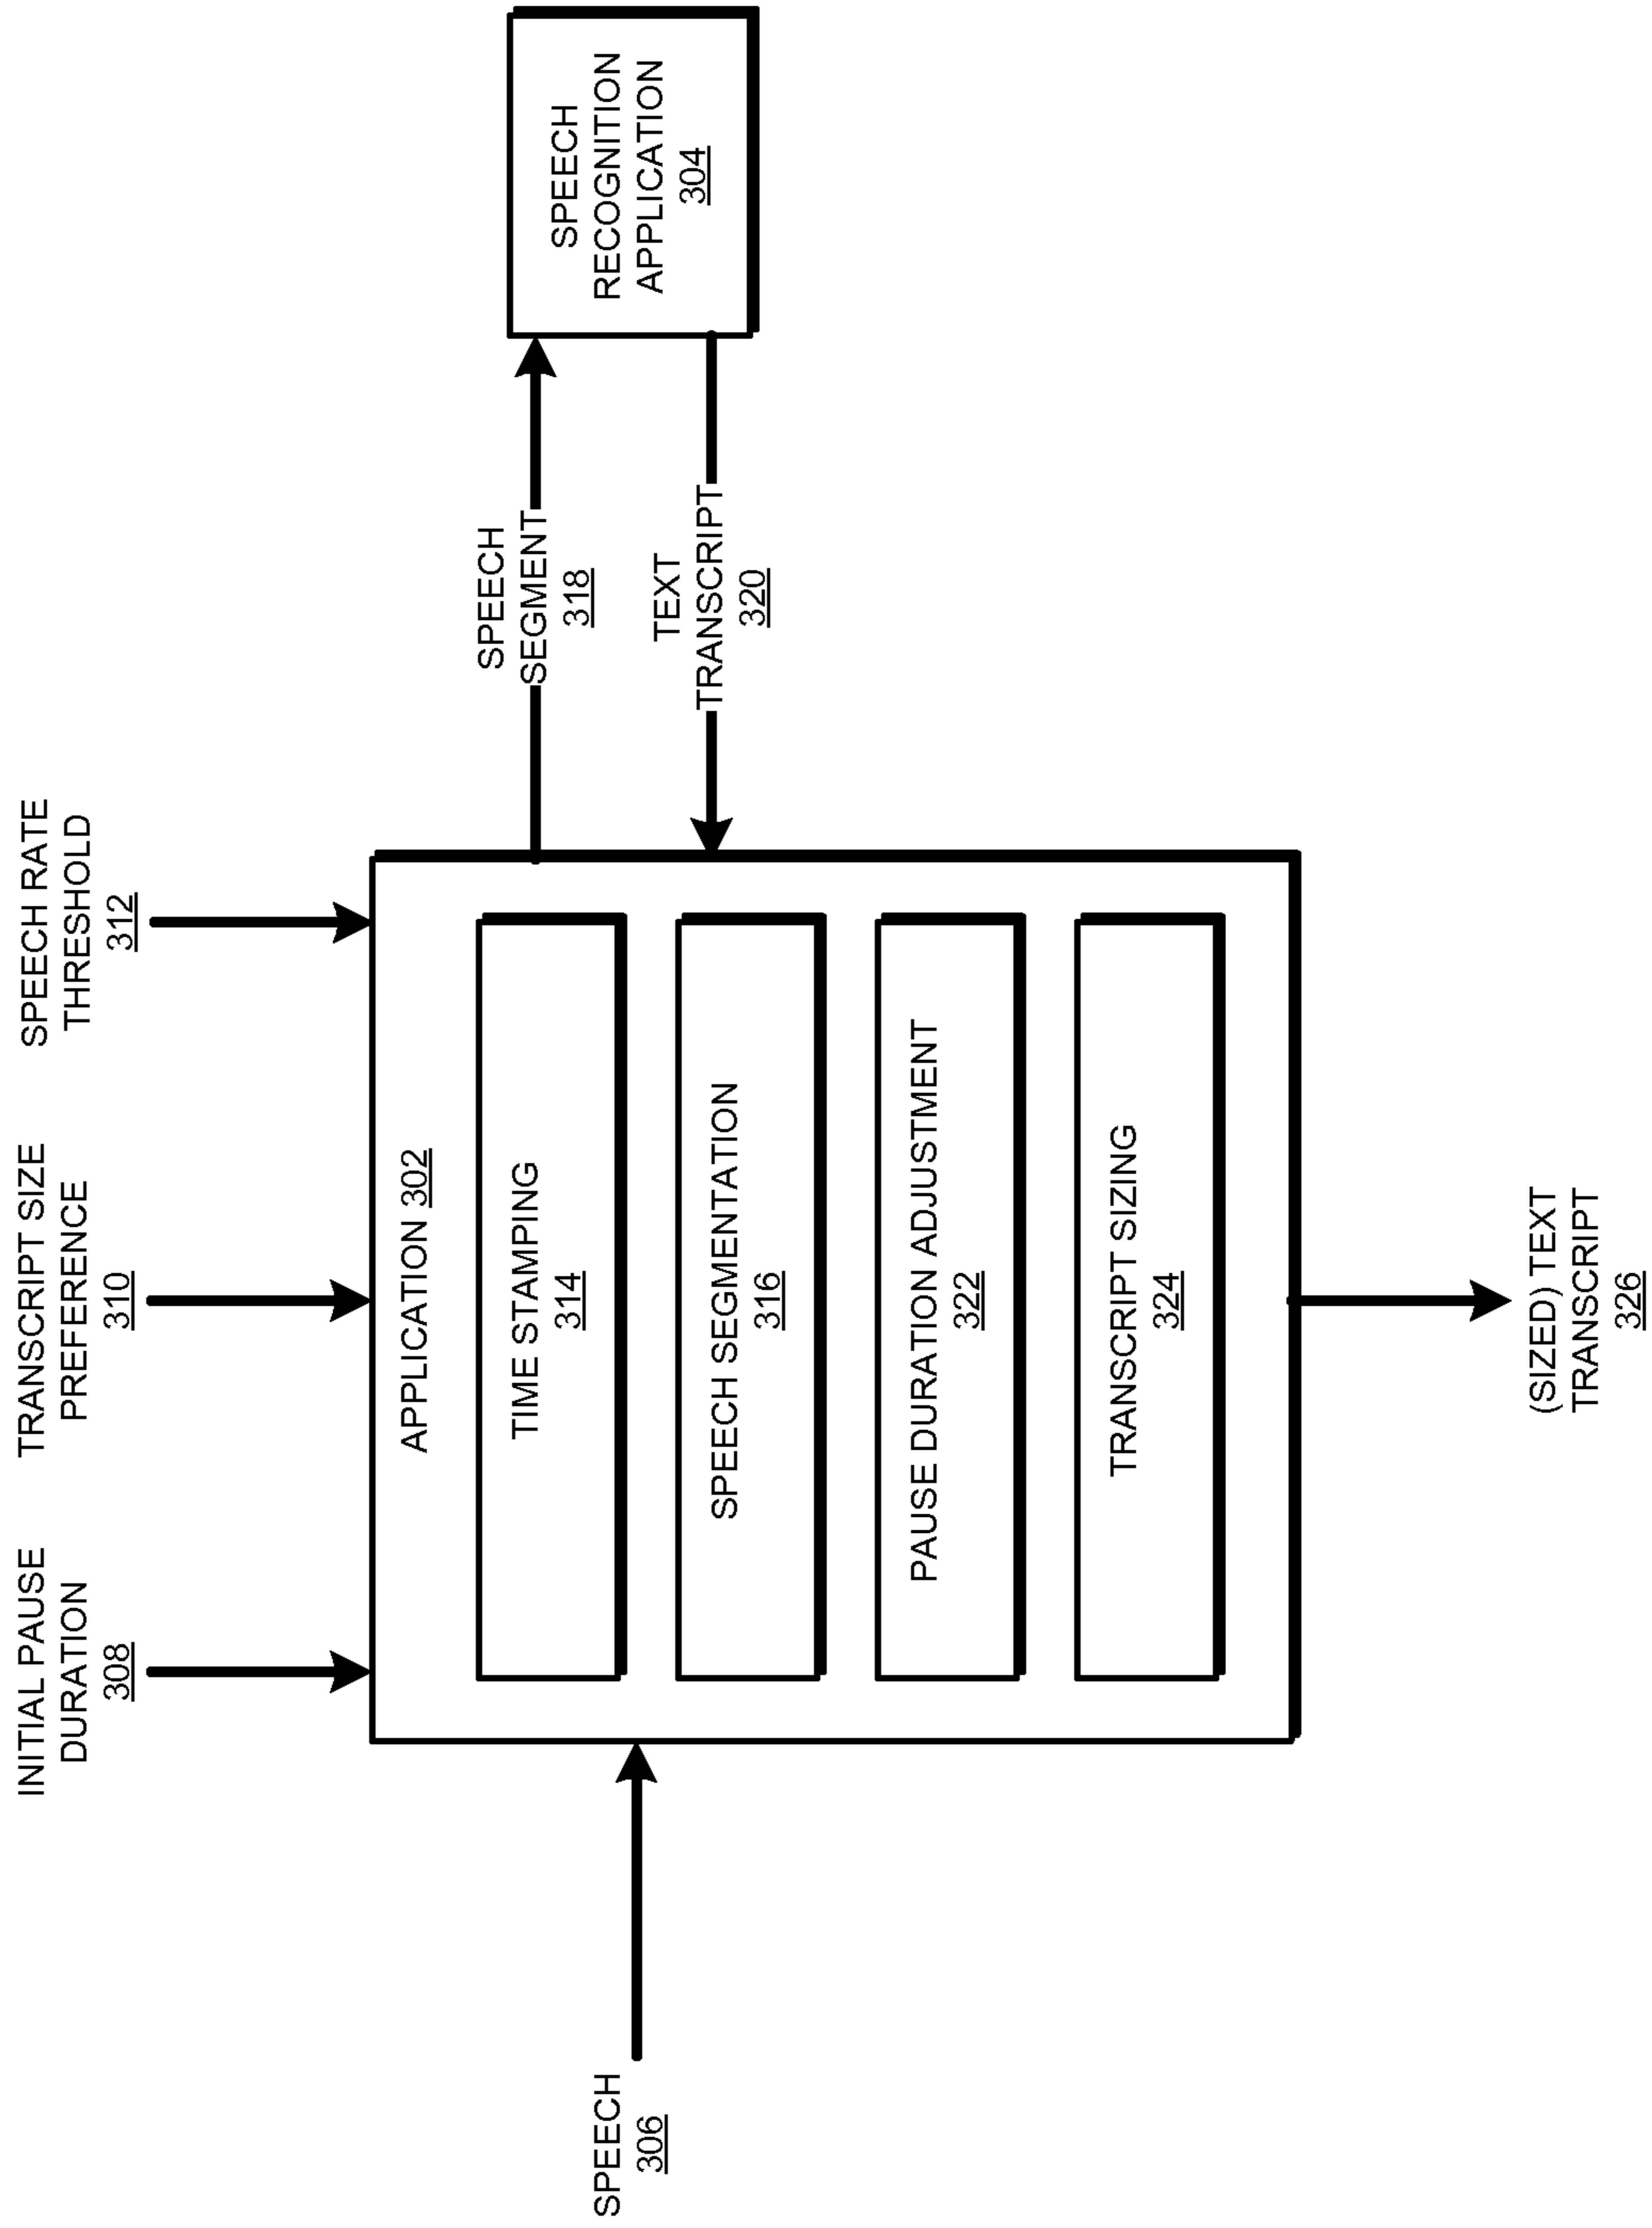 INITIAL PAUSE
DURATION
308
TRANSCRIPT SIZE
PREFERENCE
310
SPEECH RATE
THRESHOLD
312
SPEECH
306
APPLICATION 302
TIME STAMPING
314
SPEECH SEGMENTATION
316
PAUSE DURATION ADJUSTMENT
322
TRANSCRIPT SIZING
324
SPEECH
SEGMENT
318
TEXT
TRANSCRIPT
320
SPEECH
RECOGNITION
APPLICATION
304
(SIZED) TEXT
TRANSCRIPT
326